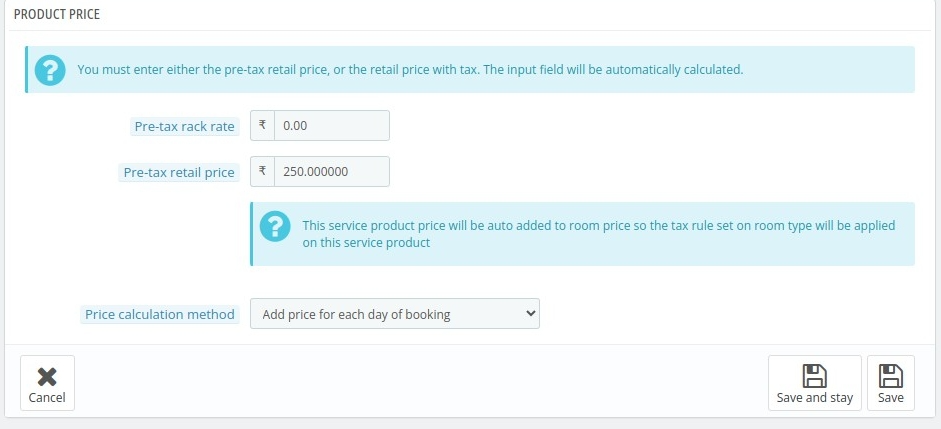 PRODUCT PRICE
? You must enter either the pre-tax retail price, or the retail price with tax. The input field will be automatically calculated.
Pre-tax rack rate ₹ 0.00
Pre-tax retail price ₹ 250.000000
? This service product price will be auto added to room price so the tax rule set on room type will be applied
on this service product
Price calculation method Add price for each day of booking
Cancel Save and stay Save